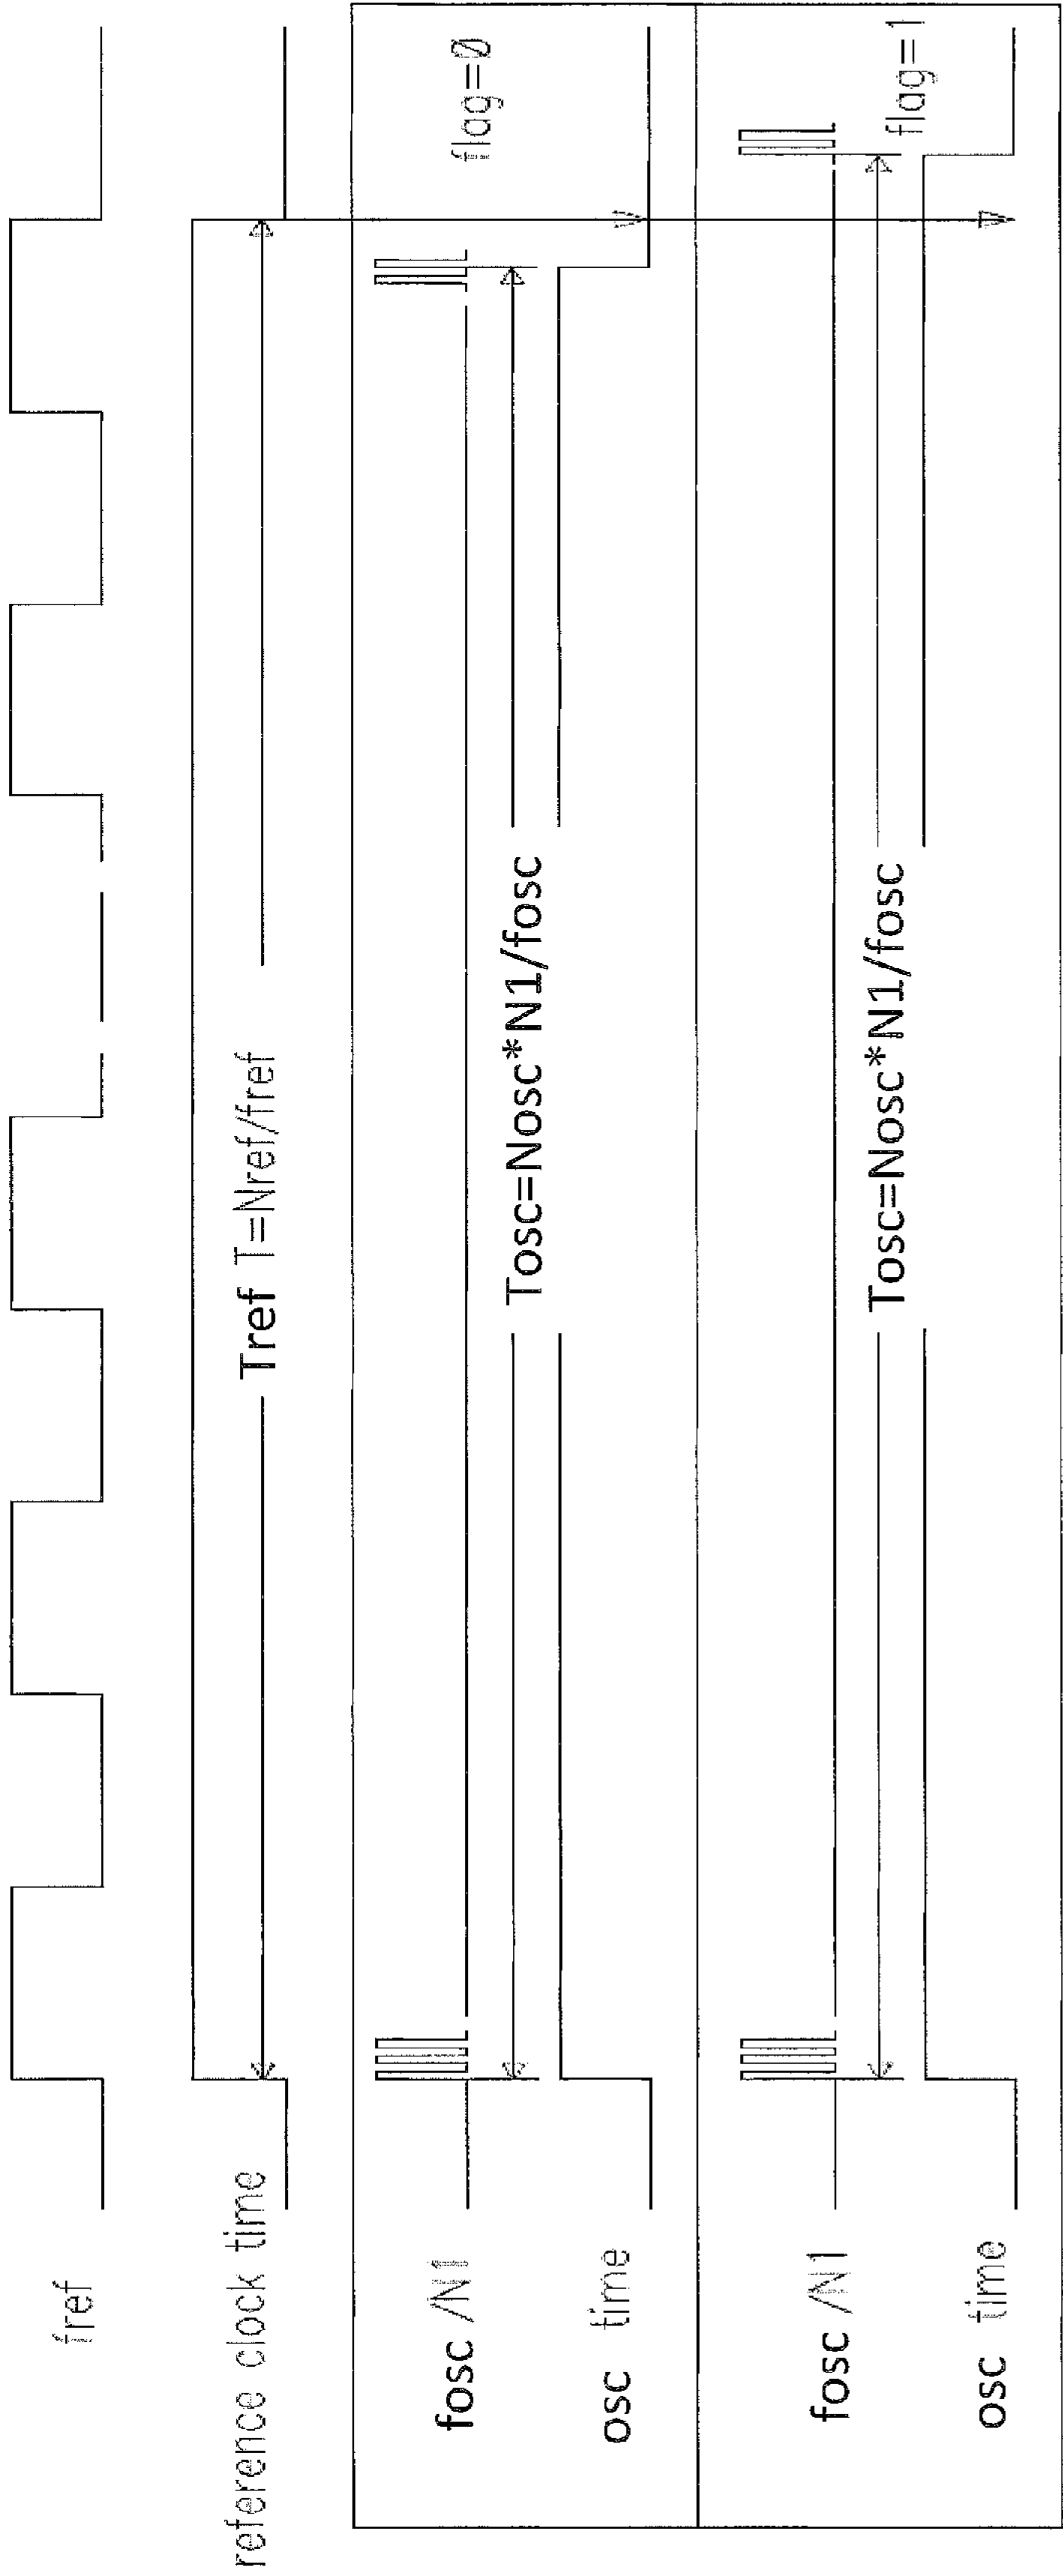 fref
reference clock time
Tref T=Nref/fref
fosc /N1
Tosc=Nosc*N1/fosc
flag=0
osc time
fosc /N1
Tosc=Nosc*N1/fosc
flag=1
osc time